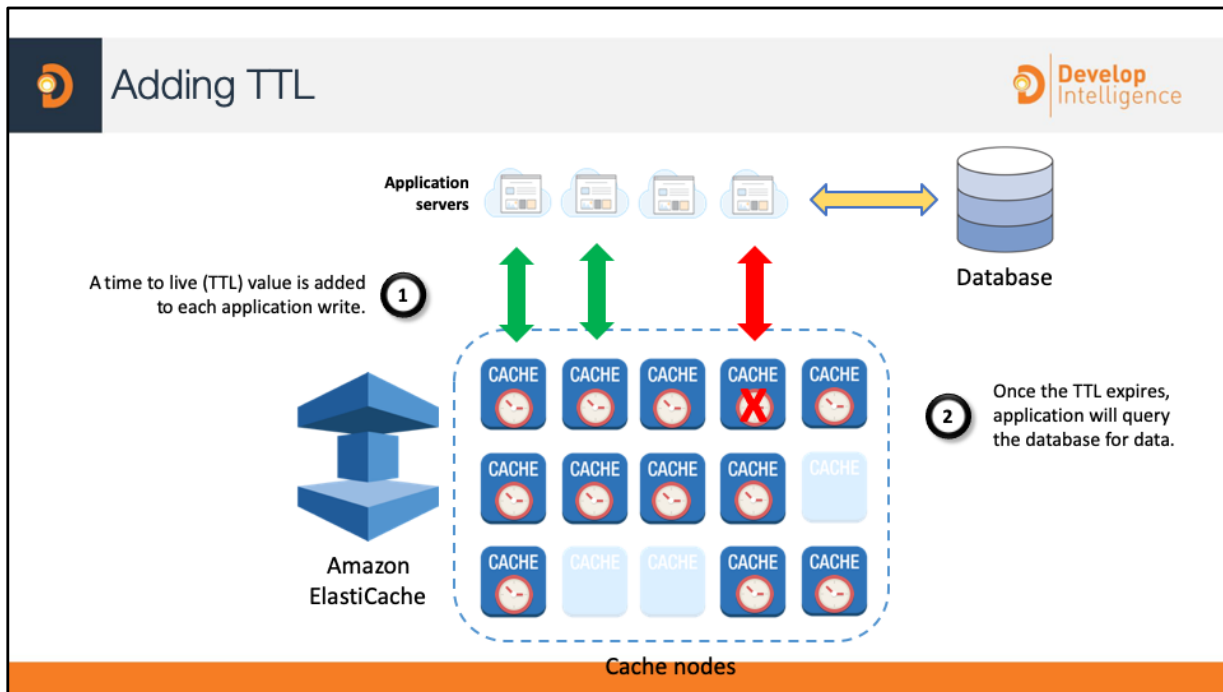 Adding TTL
Develop
Intelligence
Application
servers
A time to live (TTL) value is added
to each application write.
1
Database
CACHE CACHE CACHE CACHE CACHE
X
2
Once the TTL expires,
application will query
the database for data.
CACHE CACHE CACHE CACHE CACHE
Amazon
ElastiCache
CACHE CACHE CACHE CACHE CACHE
Cache nodes